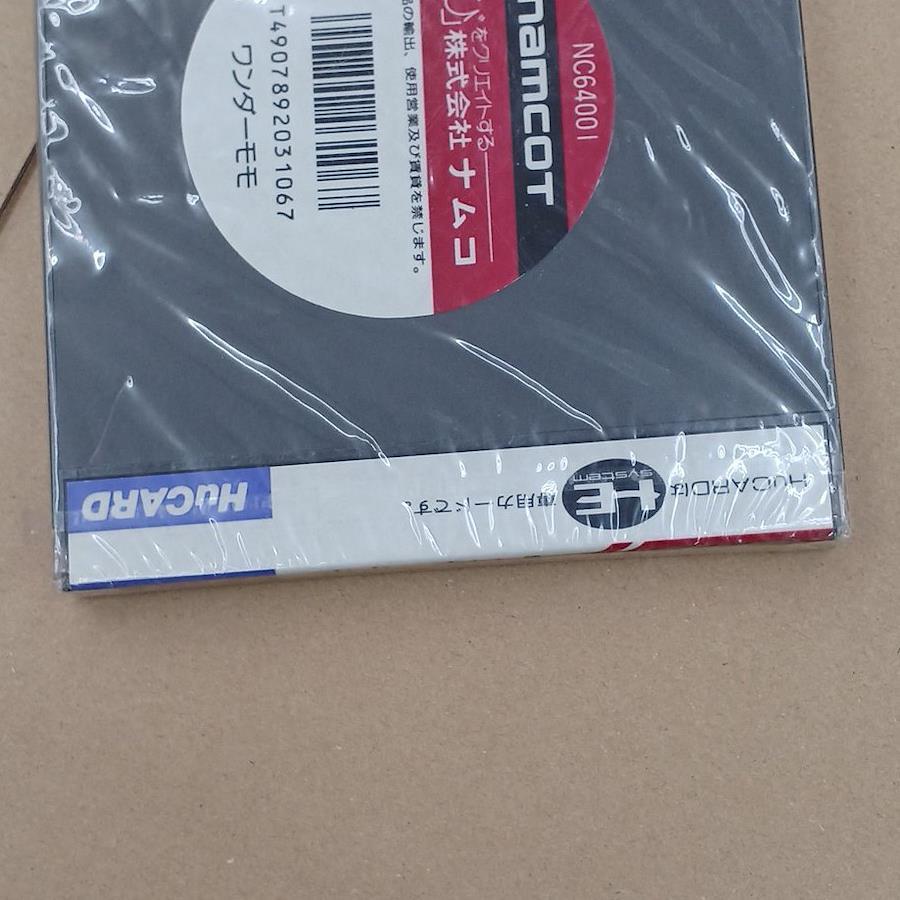 NC64001
namcot
をクリエイトする
株式会社ナムコ
品の輸出、使用営業及び賃貸を禁じます。
T4907892031067
ワンダーモモ
HuCARDは
HE
system
専用カードです。
HuCARD